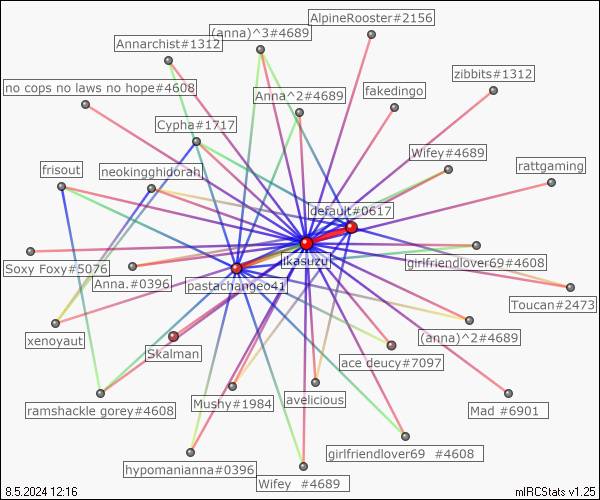 AlpineRooster#2156
(anna)^3#4689
Annarchist#1312
zibbits#1312
no cops no laws no hope#4608
fakedingo
Anna^2#4689
Cypha#1717
Wifey#4689
rattgaming
frisout
neokingghidorah
default#0617
ikasuzu
girlfriendlover69#4608
Soxy Foxy#5076
Anna.#0396
pastachango41
Toucan#2473
xenoyaut
(anna)^2#4689
Skalman
ace deucy#7097
ramshackle gorey#4608
Mushy#1984
avelicious
Mad #6901
girlfriendlover69 #4608
hypomanianna#0396
Wifey #4689
8.5.2024 12:16
mIRCStats v1.25